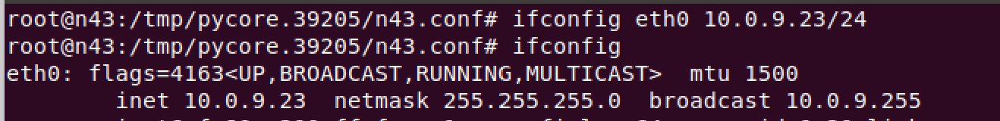 root@n43:/tmp/pycore.39205/n43.conf# ifconfig eth0 10.0.9.23/24
root@n43:/tmp/pycore.39205/n43.conf# ifconfig
eth0: flags=4163<UP,BROADCAST,RUNNING,MULTICAST>  mtu 1500
        inet 10.0.9.23  netmask 255.255.255.0  broadcast 10.0.9.255